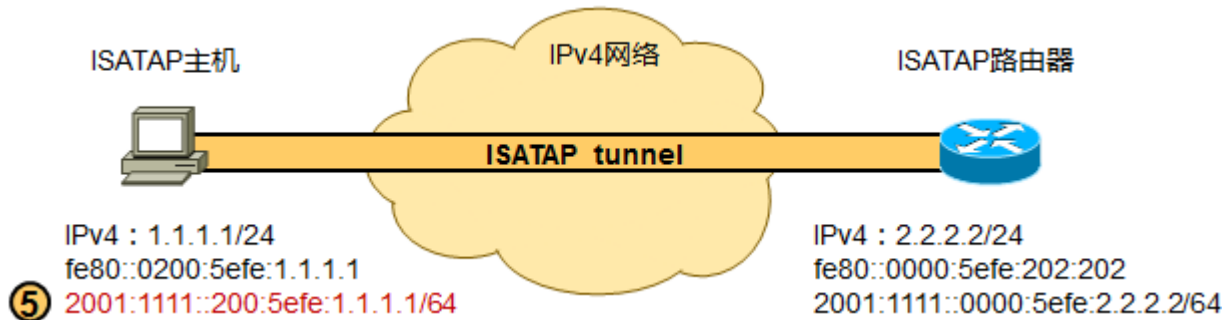 ISATAP主机
IPv4网络
ISATAP路由器
ISATAP tunnel
IPv4：1.1.1.1/24
fe80::0200:5efe:1.1.1.1
⑤ 2001:1111::200:5efe:1.1.1.1/64
IPv4：2.2.2.2/24
fe80::0000:5efe:202:202
2001:1111::0000:5efe:2.2.2.2/64